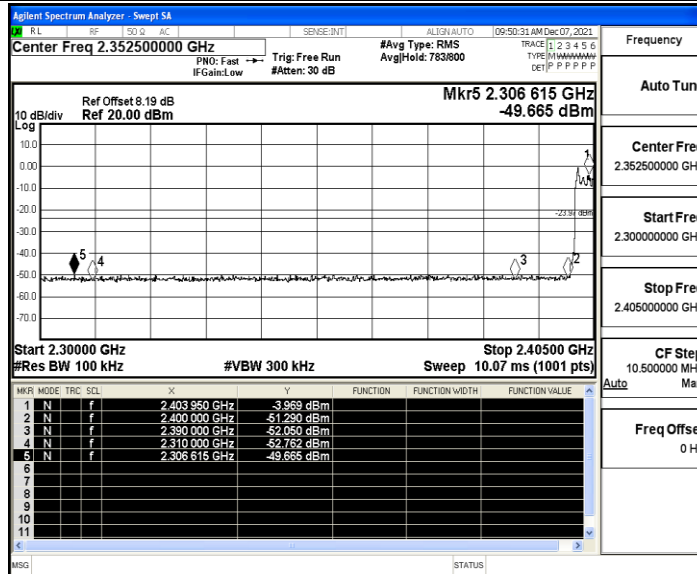 Agilent Spectrum Analyzer - Swept SA
RL RF 50 Ω AC SENSE:INT ALIGN AUTO 09:50:31 AM Dec 07, 2021
Center Freq 2.352500000 GHz #Avg Type: RMS TRACE 1 2 3 4 5 6
PNO: Fast Trig: Free Run Avg|Hold: 783/800 TYPE M WWWWW
IFGain:Low #Atten: 30 dB DET P P P P P P
Ref Offset 8.19 dB Mkr5 2.306 615 GHz
10 dB/div Ref 20.00 dBm -49.665 dBm
Log
10.0
0.00
-10.0
-20.0
-30.0
-40.0
-50.0
-60.0
-70.0
1
5
4
3
2
Start 2.30000 GHz Stop 2.40500 GHz
#Res BW 100 kHz #VBW 300 kHz Sweep 10.07 ms (1001 pts)
MKR MODE TRC SCL X Y FUNCTION FUNCTION WIDTH FUNCTION VALUE
1 N f 2.403 950 GHz -3.969 dBm
2 N f 2.400 000 GHz -51.290 dBm
3 N f 2.390 000 GHz -52.050 dBm
4 N f 2.310 000 GHz -52.762 dBm
5 N f 2.306 615 GHz -49.665 dBm
6
7
8
9
10
11
MSG STATUS
Frequency
Auto Tun
Center Fre
2.352500000 GH
Start Fre
2.300000000 GH
Stop Fre
2.405000000 GH
CF Step
10.500000 MH
Auto Ma
Freq Offse
0 H